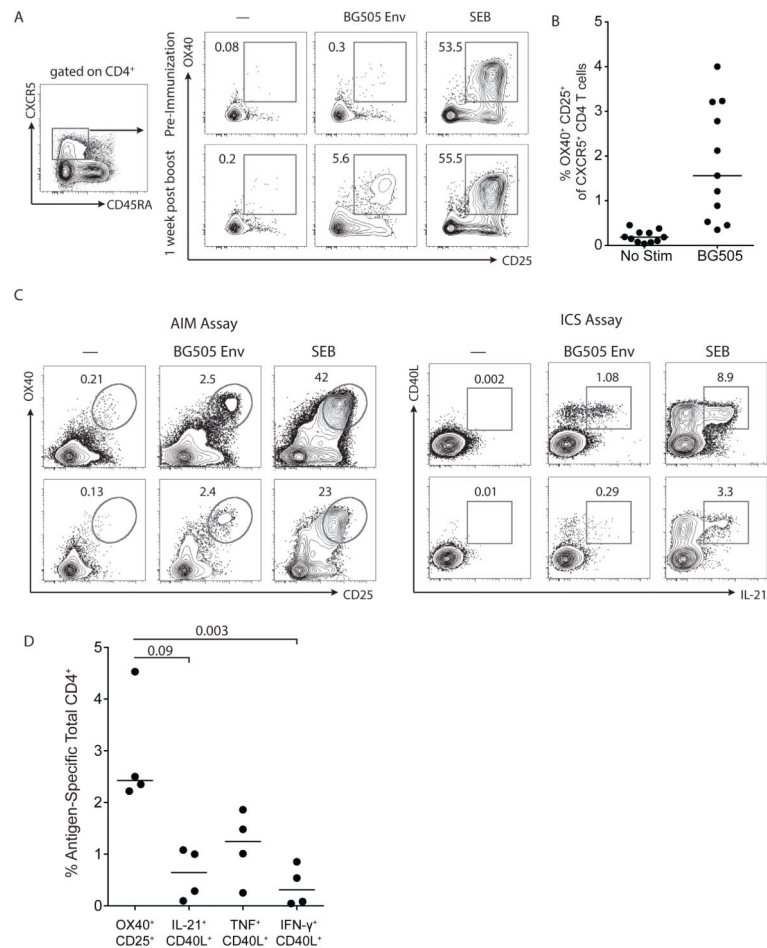 A
gated on CD4⁺
CXCR5
CD45RA
— BG505 Env SEB
OX40
Pre-Immunization
0.08 0.3 53.5
1 week post boost
0.2 5.6 55.5
CD25
B
% OX40⁺ CD25⁺
of CXCR5⁺ CD4 T cells
5
4
3
2
1
0
No Stim BG505
C
AIM Assay
— BG505 Env SEB
OX40
0.21 2.5 42
0.13 2.4 23
CD25
ICS Assay
— BG505 Env SEB
CD40L
0.002 1.08 8.9
0.01 0.29 3.3
IL-21
D
0.003
0.09
% Antigen-Specific Total CD4⁺
5
4
3
2
1
0
OX40⁺ IL-21⁺ TNF⁺ IFN-γ⁺
CD25⁺ CD40L⁺ CD40L⁺ CD40L⁺